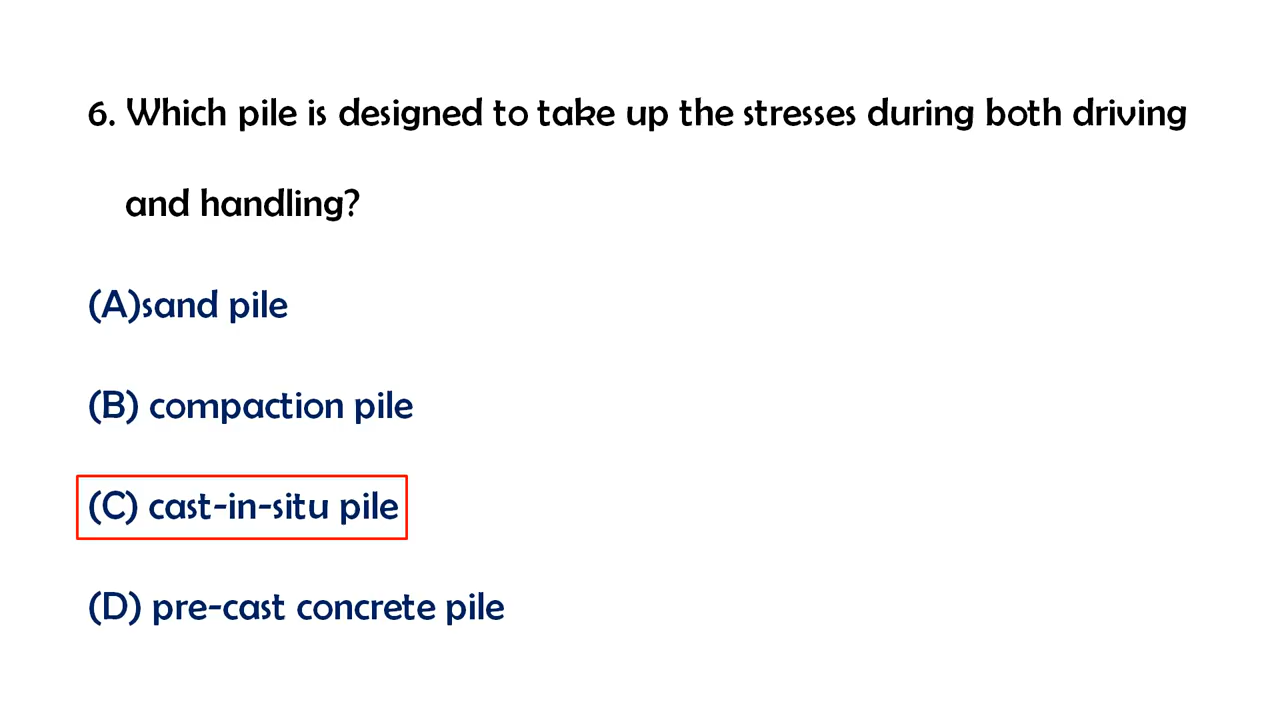 6. Which pile is designed to take up the stresses during both driving
and handling?
(A)sand pile
(B) compaction pile
(C) cast-in-situ pile
(D) pre-cast concrete pile